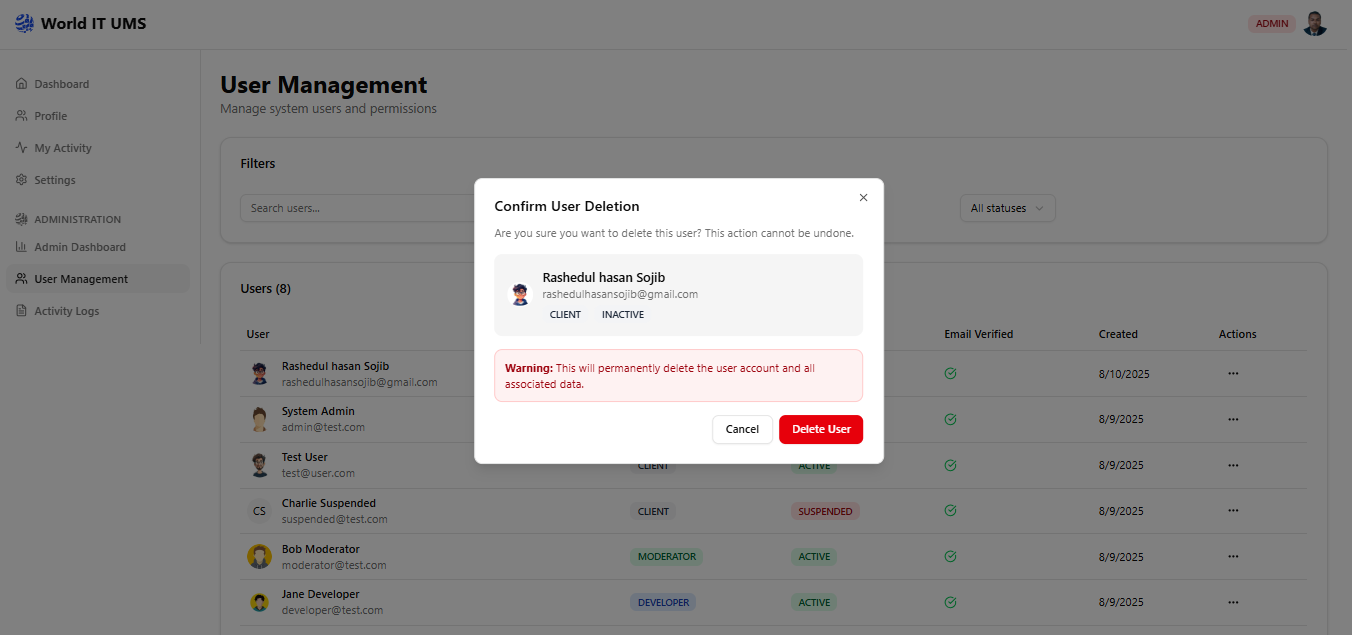 World IT UMS
ADMIN
Dashboard
Profile
My Activity
Settings
ADMINISTRATION
Admin Dashboard
User Management
Activity Logs
User Management
Manage system users and permissions
Filters
Search users...
All statuses
Users (8)
User
Email Verified
Created
Actions
Rashedul hasan Sojib
rashedulhasansojib@gmail.com
8/10/2025
System Admin
admin@test.com
8/9/2025
Test User
test@user.com
CLIENT
ACTIVE
8/9/2025
CS
Charlie Suspended
suspended@test.com
CLIENT
SUSPENDED
8/9/2025
Bob Moderator
moderator@test.com
MODERATOR
ACTIVE
8/9/2025
Jane Developer
developer@test.com
DEVELOPER
ACTIVE
8/9/2025
Confirm User Deletion
Are you sure you want to delete this user? This action cannot be undone.
Rashedul hasan Sojib
rashedulhasansojib@gmail.com
CLIENT
INACTIVE
Warning: This will permanently delete the user account and all
associated data.
Cancel
Delete User